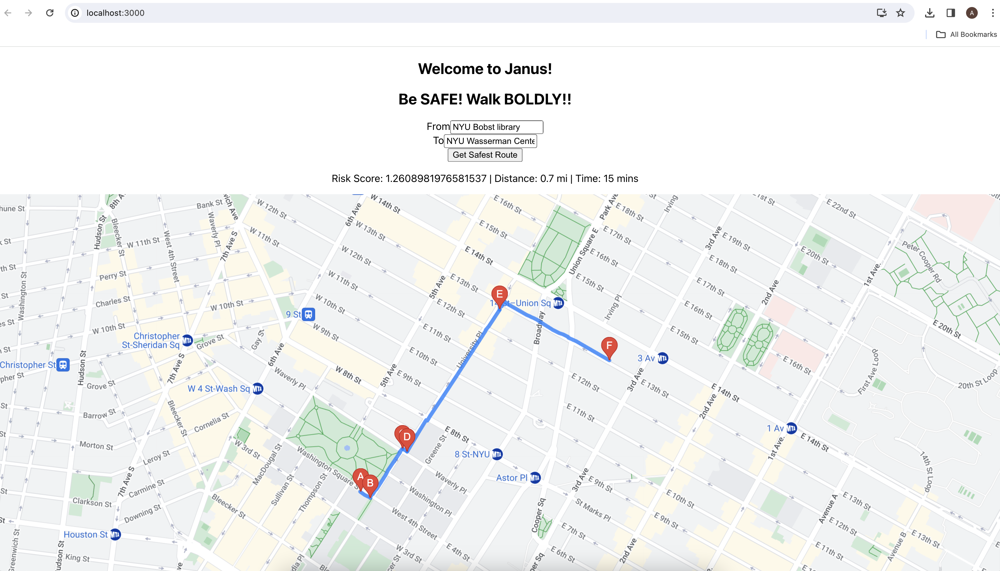 localhost:3000
A
All Bookmarks
Welcome to Janus!
Be SAFE! Walk BOLDLY!!
From NYU Bobst library
To NYU Wasserman Cente
Get Safest Route
Risk Score: 1.2608981976581537 | Distance: 0.7 mi | Time: 15 mins
Bank St
W 12th St
6th Ave
W 14th St
E 16th St
Park Ave
E 18th St
Irving
E 22nd St
Hudson St
Bleecker St
Waverly Pl
West 4th Street
W 11th St
7th Ave S
W 11th St
W 13th St
E 15th St
E 17th St
3rd Ave
E 19th St
E 20th St
Peter Cooper Rd
W 12th St
E 14th St
Union Square E
E 16th St
E 18th St
Washington St
Perry St
W 11th St
5th Ave
E 13th St
E 15th St
E 17th St
2nd Ave
1st Ave.
Charles St
W 10th St
W 10th St
E 12th St
E
14 St–Union Sq
MTA
Irving Pl
E 16th St
9 St
W 10th St
W 9th St
E 11th St
University Pl
Broadway
E 15th St
E 20th St
Christopher
St-Sheridan Sq
MTA
Grove St
Gay St
6th Ave
E 10th St
F
3 Av
MTA
E 16th St
First Ave Loop
20th St Loop
Christopher St
Hudson St
7th Ave S
Grove St
Waverly Pl
W 8th St
5th Ave
E 9th St
E 12th St
3rd Ave
E 13th St
E 14th St
W 4 St-Wash Sq
MTA
Barrow St
Bleecker St
Cornelia St
E 11th St
2nd Ave
D
E 8th St
Greene St
1 Av
MTA
E 14th St
Morton St
Leroy St
W 3rd St
MacDougal St
Washington Square S
8 St-NYU
MTA
1st Ave.
A
B
Waverly Pl
Astor Pl
MTA
3rd Ave
E 9th St
E 10th St
7th Ave S
Carmine St
Sullivan St
Thompson St
Washington Pl
Clarkson St
Downing St
Bleecker St
West 4th Street
Cooper Sq
St Marks Pl
E 9th St
Avenue A
E 13th St
E 12th St
14th St Loop
Houston St
MTA
E 7th St
E 13th St
King St
W 3rd St
E 4th St
E 6th St
2nd Ave
E 11th St
Avenue B